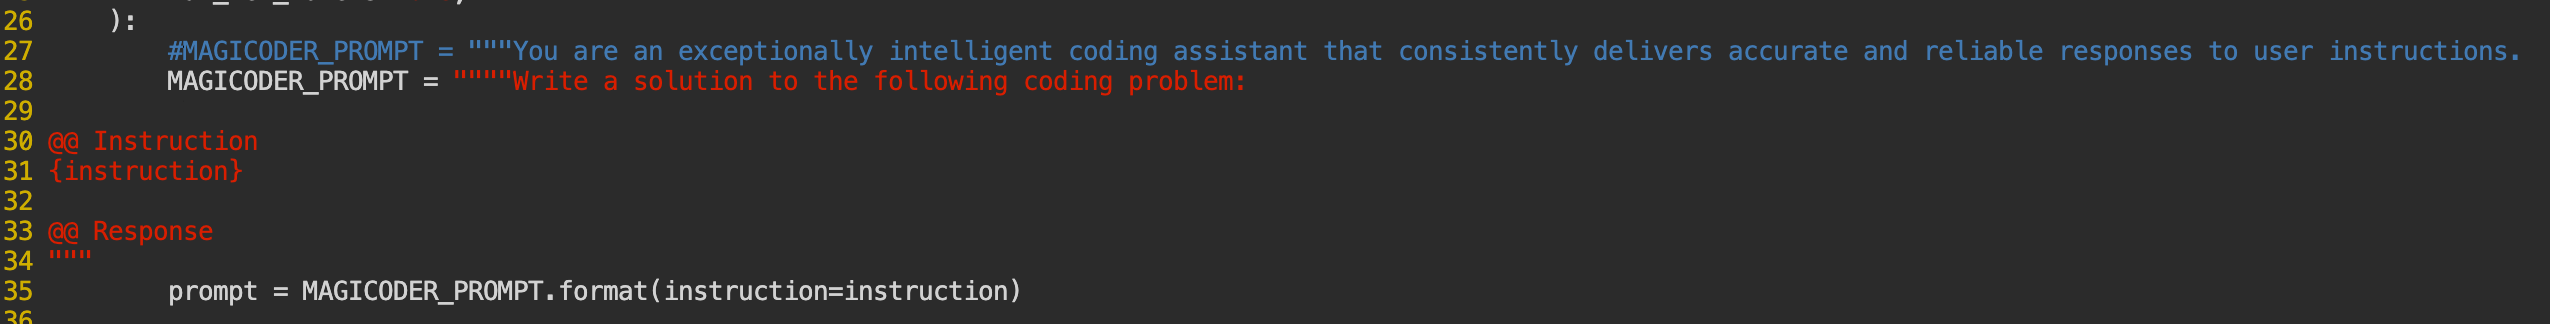 26     ):
27         #MAGICODER_PROMPT = """You are an exceptionally intelligent coding assistant that consistently delivers accurate and reliable responses to user instructions.
28         MAGICODER_PROMPT = """"Write a solution to the following coding problem:
29
30 @@ Instruction
31 {instruction}
32
33 @@ Response
34 """
35         prompt = MAGICODER_PROMPT.format(instruction=instruction)
36